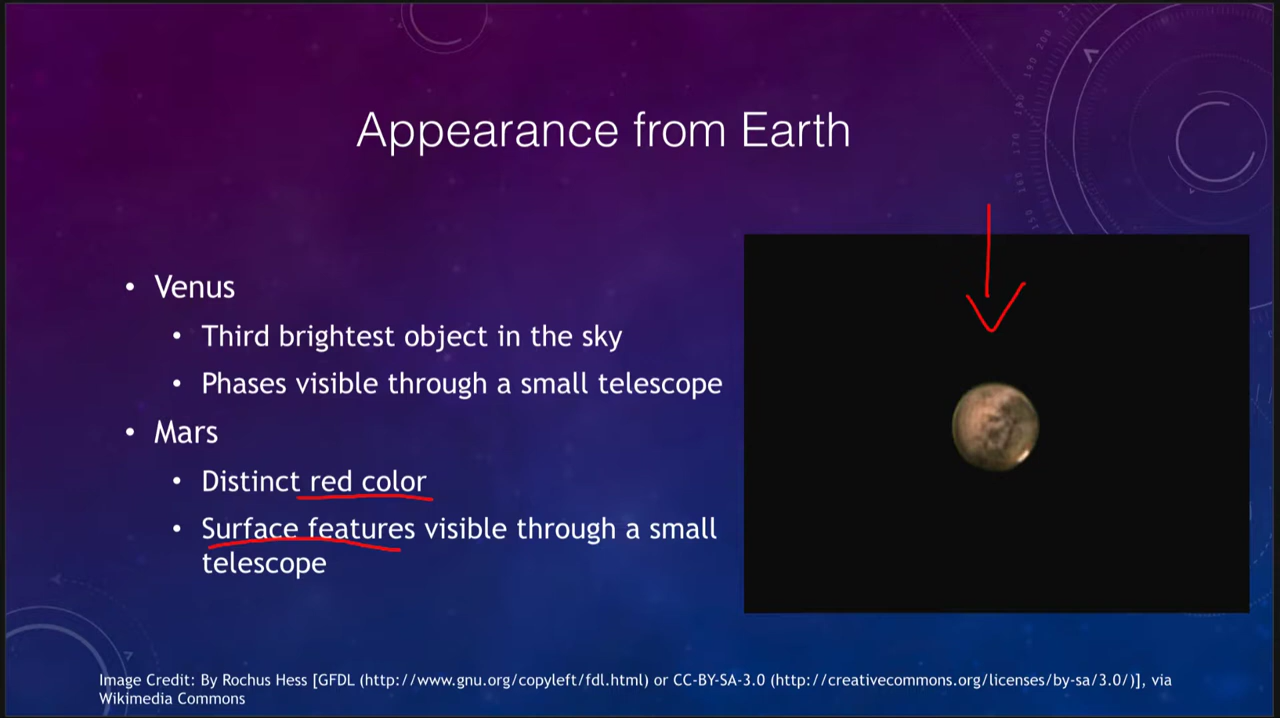 Appearance from Earth
• Venus
• Third brightest object in the sky
• Phases visible through a small telescope
• Mars
• Distinct red color
• Surface features visible through a small
telescope
Image Credit: By Rochus Hess [GFDL (http://www.gnu.org/copyleft/fdl.html) or CC-BY-SA-3.0 (http://creativecommons.org/licenses/by-sa/3.0/)], via
Wikimedia Commons